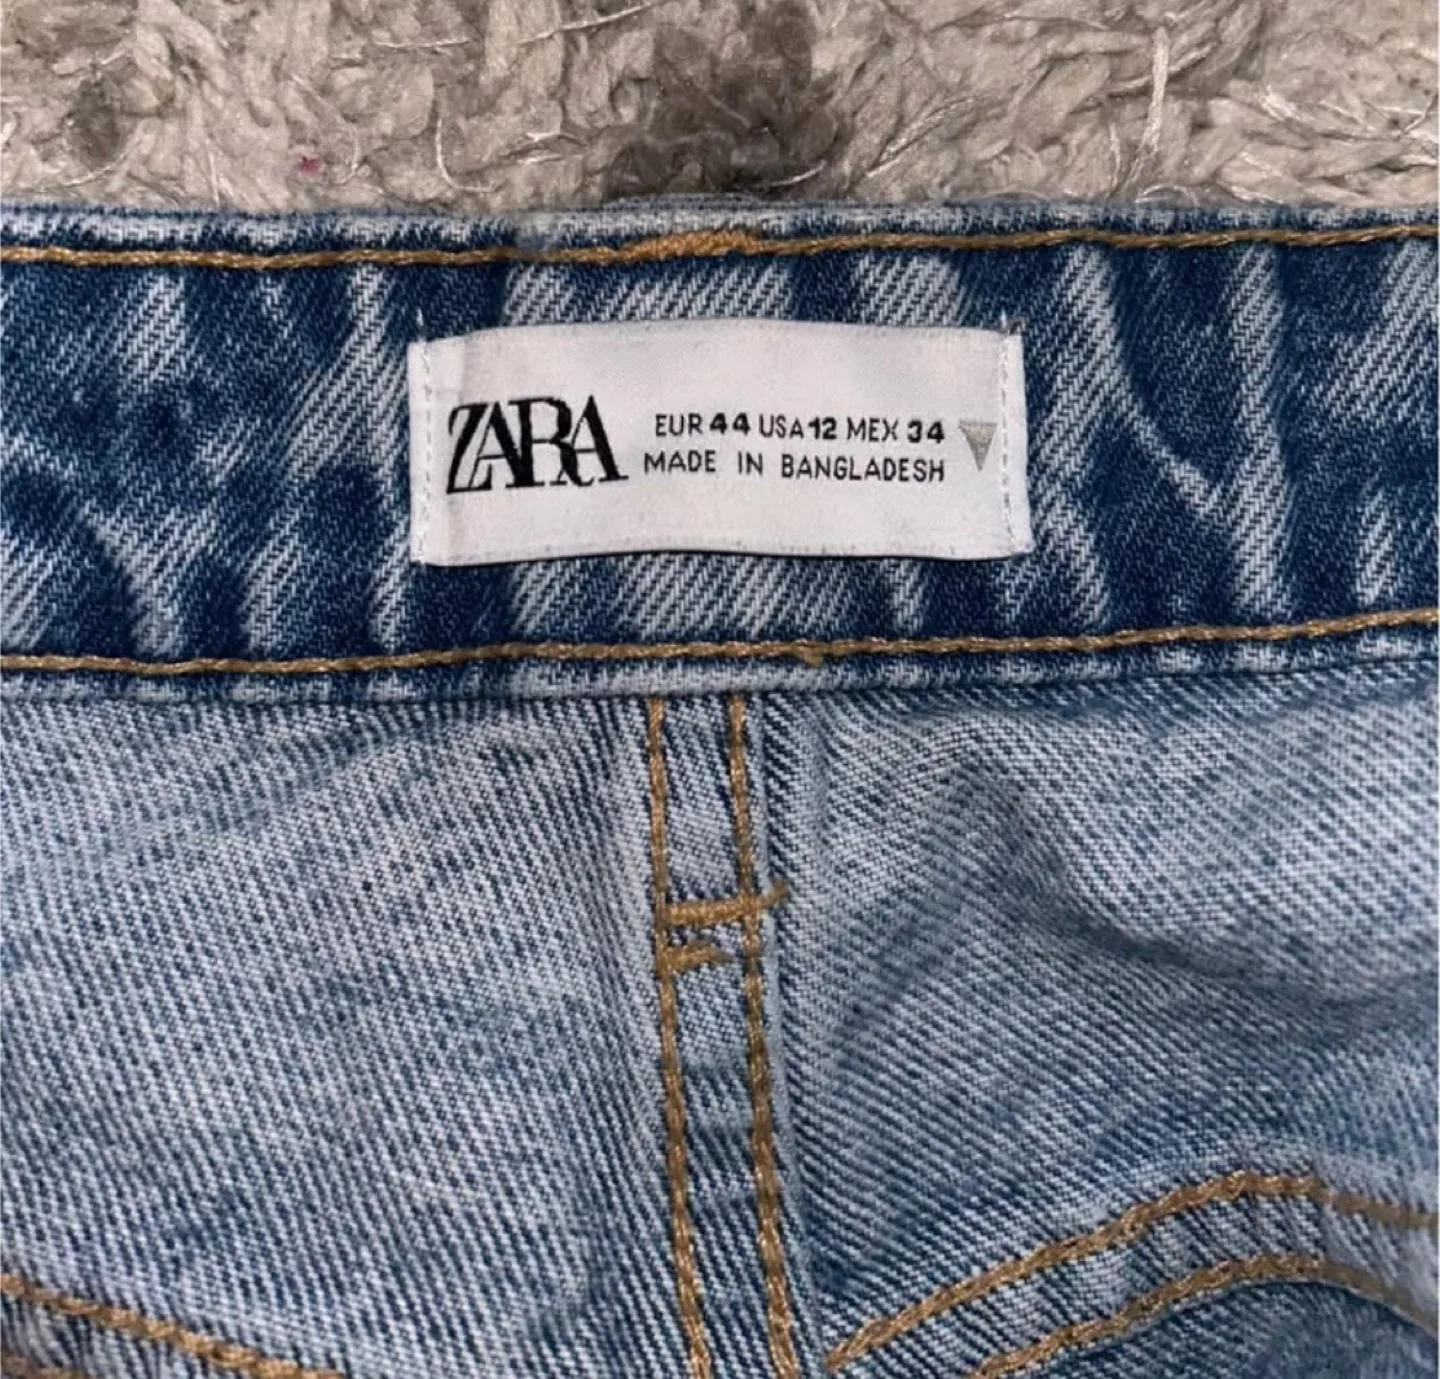 ZARA
EUR 44 USA 12 MEX 34
MADE IN BANGLADESH